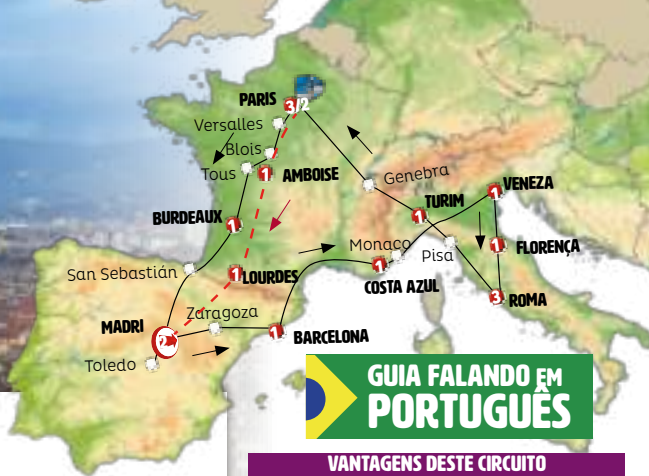 PARIS
3/2
Versalles
Blois
Tous
1
AMBOISE
Genebra
TURIM
1
VENEZA
1
BURDEAUX
1
Monaco
Pisa
1
FLORENÇA
San Sebastián
1
LOURDES
1
COSTA AZUL
3
ROMA
Zaragoza
MADRI
2
1
BARCELONA
Toledo
GUIA FALANDO EM
PORTUGUÊS
VANTAGENS DESTE CIRCUITO